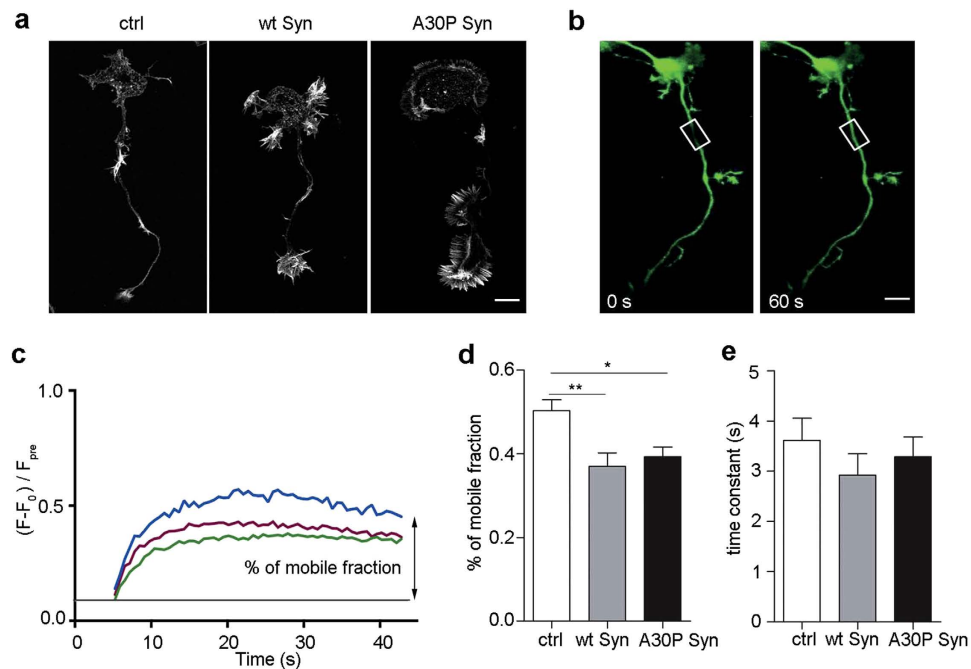 a
ctrl
wt Syn
A30P Syn
b
0 s
60 s
c
(F-F0) / Fpre
1.0
0.5
0.0
% of mobile fraction
0
10
20
30
40
Time (s)
d
% of mobile fraction
0.6
0.4
0.2
0.0
*
**
ctrl
wt Syn
A30P Syn
e
time constant (s)
5
4
3
2
1
0
ctrl
wt Syn
A30P Syn